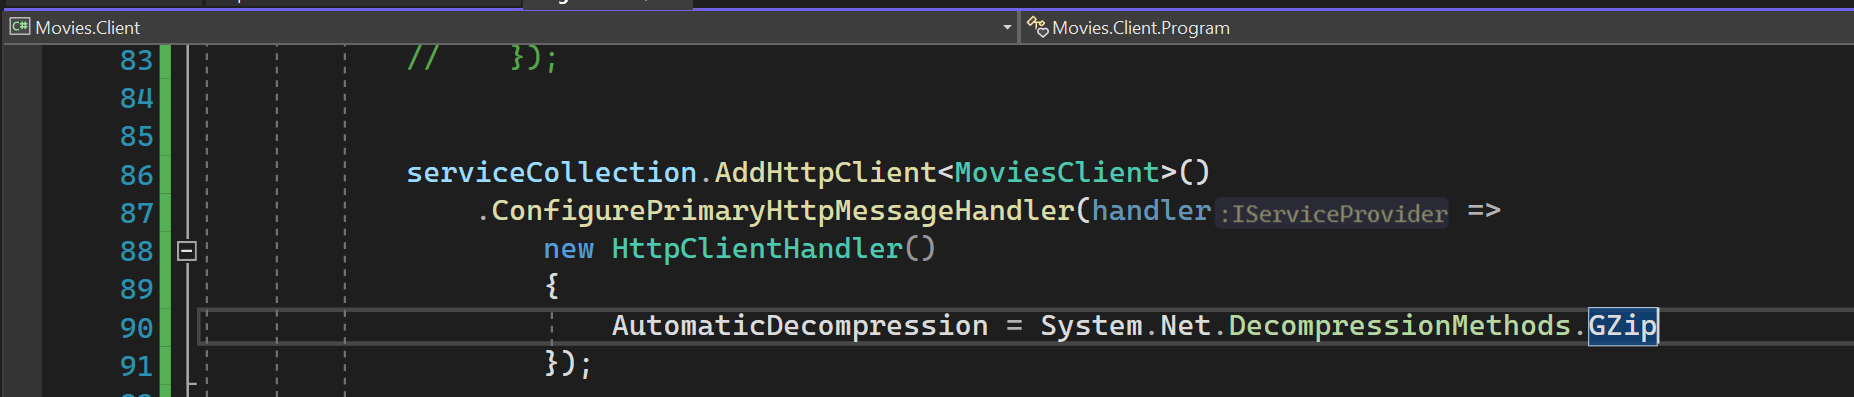 C# Movies.Client Movies.Client.Program
83 // });
84
85
86 serviceCollection.AddHttpClient<MoviesClient>()
87 .ConfigurePrimaryHttpMessageHandler(handler :IServiceProvider =>
88 new HttpClientHandler()
89 {
90 AutomaticDecompression = System.Net.DecompressionMethods.GZip
91 });